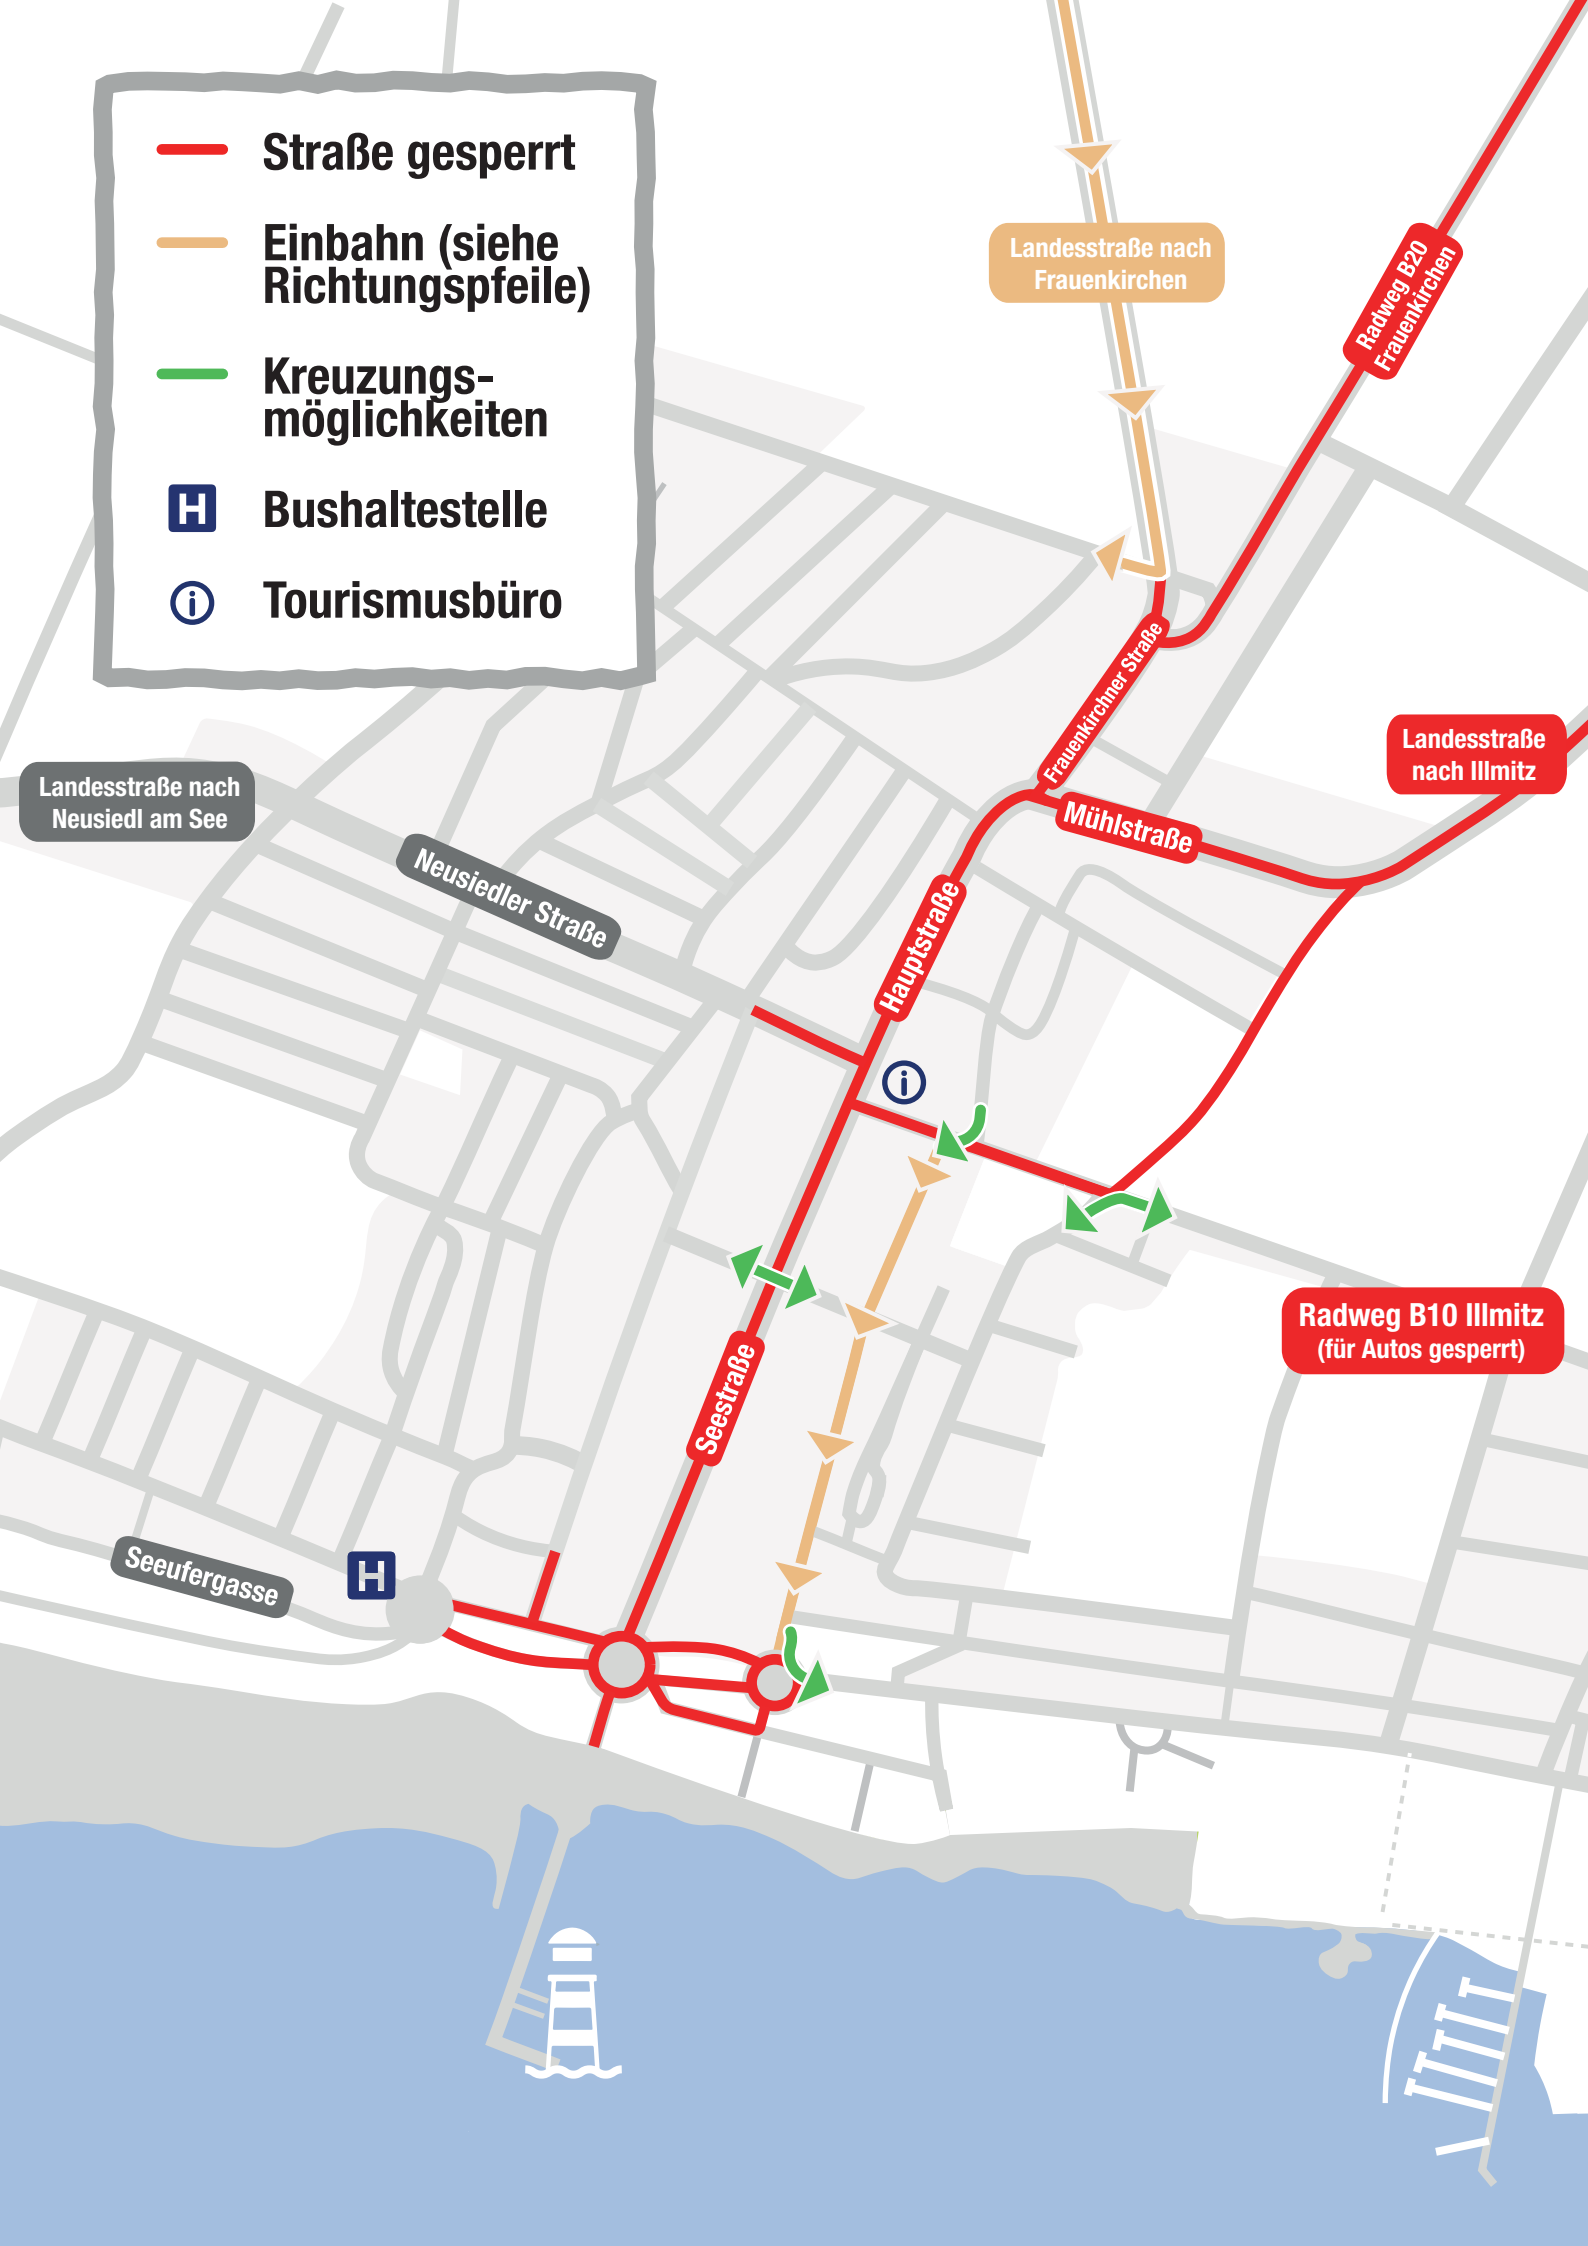 Straße gesperrt
Einbahn (siehe
Richtungspfeile)
Kreuzungs-
möglichkeiten
H
Bushaltestelle
i
Tourismusbüro
Landesstraße nach
Frauenkirchen
Radweg B20
Frauenkirchen
Frauenkirchner Straße
Landesstraße
nach Illmitz
Landesstraße nach
Neusiedl am See
Mühlstraße
Neusiedler Straße
Hauptstraße
i
Radweg B10 Illmitz
(für Autos gesperrt)
Seestraße
Seeufergasse
H